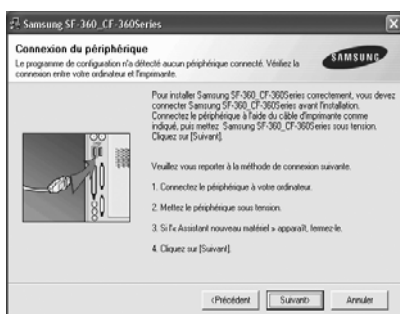 Samsung SF-360_CF-360Series
Connexion du périphérique
Le programme de configuration n'a détecté aucun périphérique connecté. Vérifiez la
connexion entre votre ordinateur et l'imprimante.
SAMSUNG
Pour installer Samsung SF-360_CF-360Series correctement, vous devez
connecter Samsung SF-360_CF-360Series avant l'installation.
Connectez le périphérique à l'aide du câble d'imprimante comme
indiqué, puis mettez Samsung SF-360_CF-360Series sous tension.
Cliquez sur [Suivant].
Veuillez vous reporter à la méthode de connexion suivante.
1. Connectez le périphérique à votre ordinateur.
2. Mettez le périphérique sous tension.
3. Si l'« Assistant nouveau matériel » apparaît, fermez-le.
4. Cliquez sur [Suivant].
<Précédent
Suivant>
Annuler